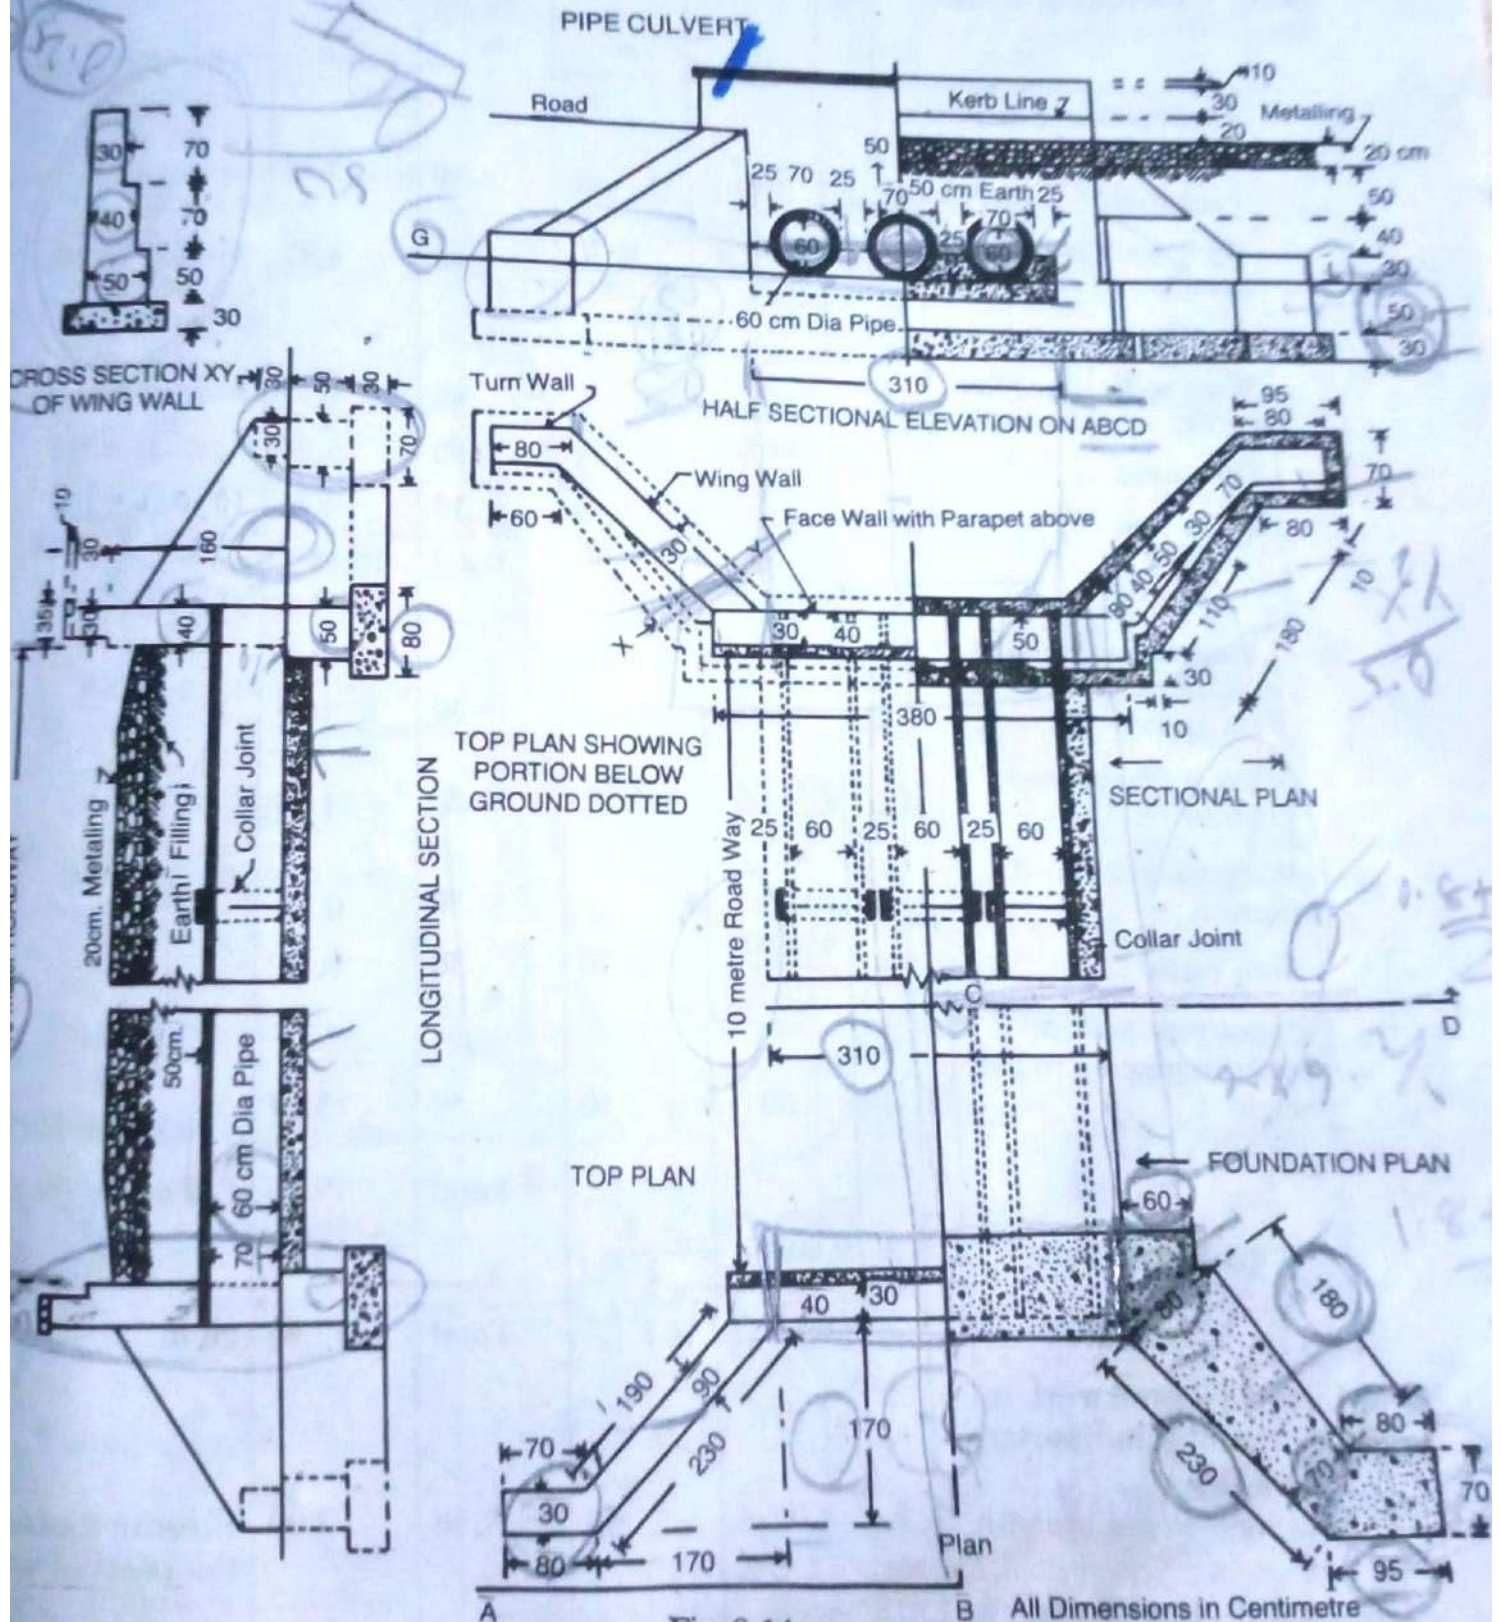 PIPE CULVERT
Road
Kerb Line
10
30
20
Metalling
20 cm
50
25 70 25
70
50 cm Earth
25
70
60
25
60
50
40
30
50
30
G
60 cm Dia Pipe
310
HALF SECTIONAL ELEVATION ON ABCD
30
70
40
70
50
50
30
CROSS SECTION XY
OF WING WALL
30
50
30
30
70
10
30
160
35
30
40
50
80
20cm. Metaling
Earth Filling
Collar Joint
LONGITUDINAL SECTION
50cm.
60 cm Dia Pipe
70
Turn Wall
80
60
Wing Wall
Face Wall with Parapet above
30
X
Y
30
40
50
95
80
70
70
30
50
40
80
80
110
180
10
30
10
380
TOP PLAN SHOWING
PORTION BELOW
GROUND DOTTED
SECTIONAL PLAN
10 metre Road Way
25
60
25
60
25
60
Collar Joint
C
D
310
TOP PLAN
FOUNDATION PLAN
60
40
30
190
90
230
170
70
30
80
170
80
180
230
70
80
70
95
Plan
A
B
All Dimensions in Centimetre